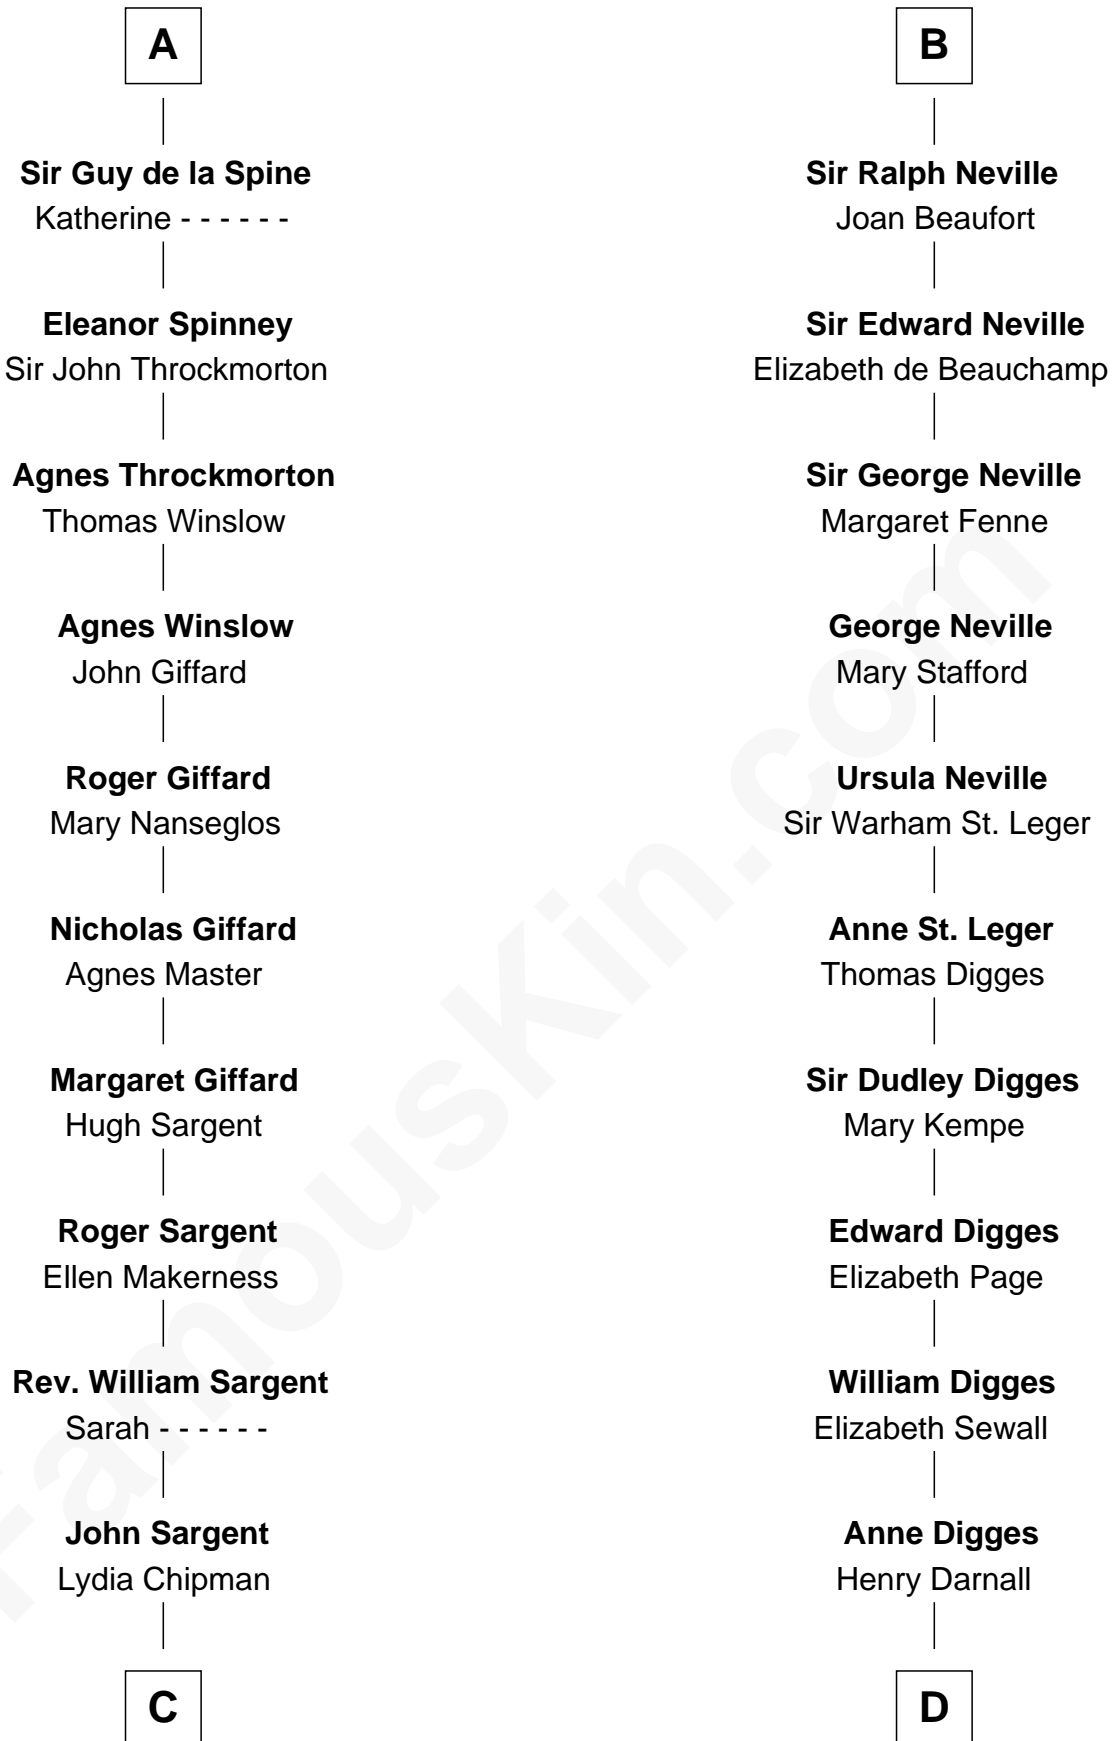 A
Sir Guy de la Spine
Katherine - - - - - -
Eleanor Spinney
Sir John Throckmorton
Agnes Throckmorton
Thomas Winslow
Agnes Winslow
John Giffard
Roger Giffard
Mary Nanseglos
Nicholas Giffard
Agnes Master
Margaret Giffard
Hugh Sargent
Roger Sargent
Ellen Makerness
Rev. William Sargent
Sarah - - - - - -
John Sargent
Lydia Chipman
C
B
Sir Ralph Neville
Joan Beaufort
Sir Edward Neville
Elizabeth de Beauchamp
Sir George Neville
Margaret Fenne
George Neville
Mary Stafford
Ursula Neville
Sir Warham St. Leger
Anne St. Leger
Thomas Digges
Sir Dudley Digges
Mary Kempe
Edward Digges
Elizabeth Page
William Digges
Elizabeth Sewall
Anne Digges
Henry Darnall
D
FamousKin.com